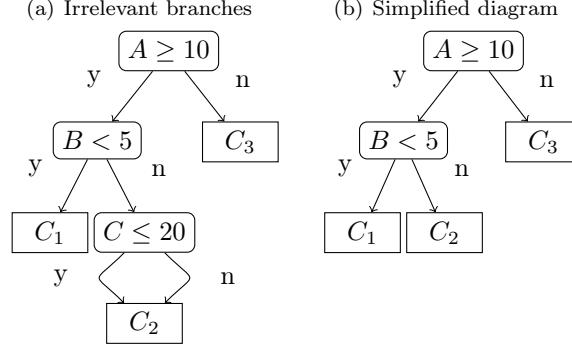 (a) Irrelevant branches
(b) Simplified diagram
A ≥ 10
A ≥ 10
y
n
y
n
B < 5
C₃
B < 5
C₃
y
n
y
n
C₁
C ≤ 20
C₁
C₂
y
n
C₂